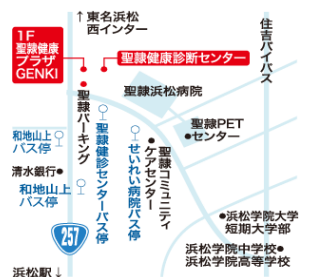 ↑東名浜松
西インター
住吉バイパス
1F
聖隷健康
プラザ
GENKI
聖隷健康診断センター
聖隷浜松病院
聖隷パーキング
聖隷PET
センター
和地山上
バス停
聖隷健診センターバス停
せいれい病院バス停
聖隷コミュニティ
ケアセンター
清水銀行
和地山上
バス停
257
浜松学院大学
短期大学部
浜松学院中学校
浜松学院高等学校
浜松駅↓